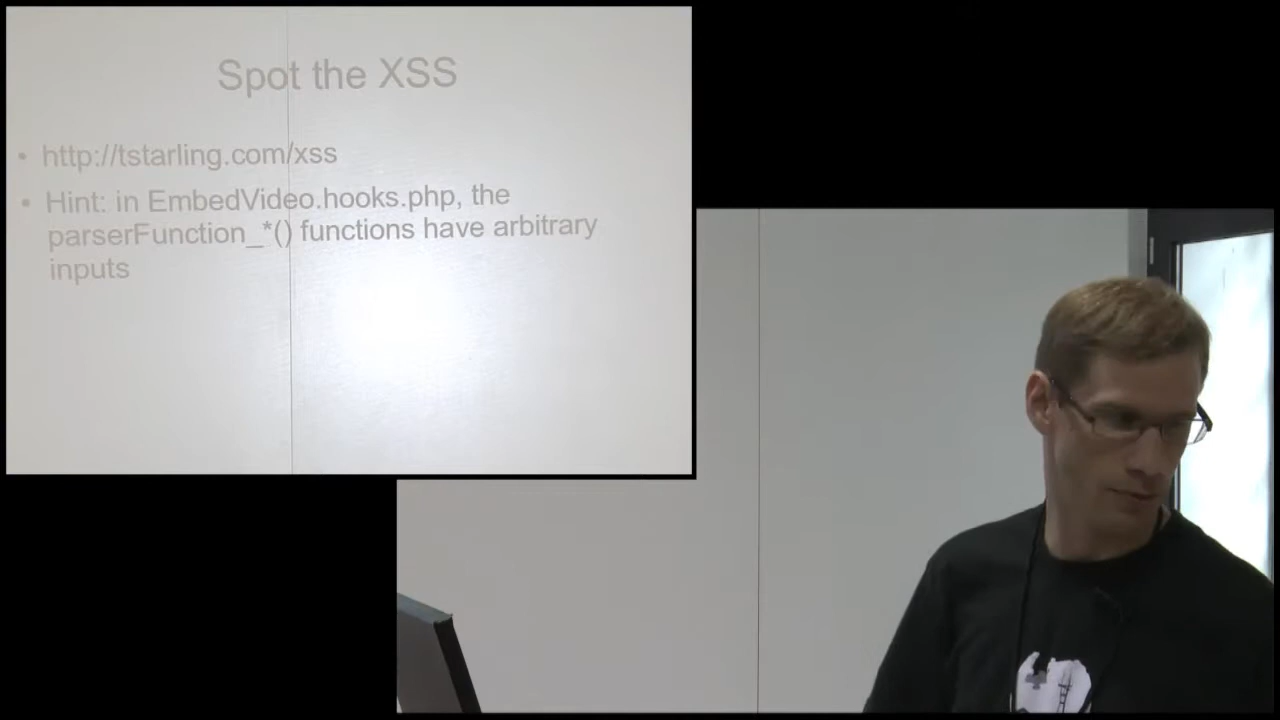 Spot the XSS
• http://tstarling.com/xss
• Hint: in EmbedVideo.hooks.php, the
parserFunction_*() functions have arbitrary
inputs